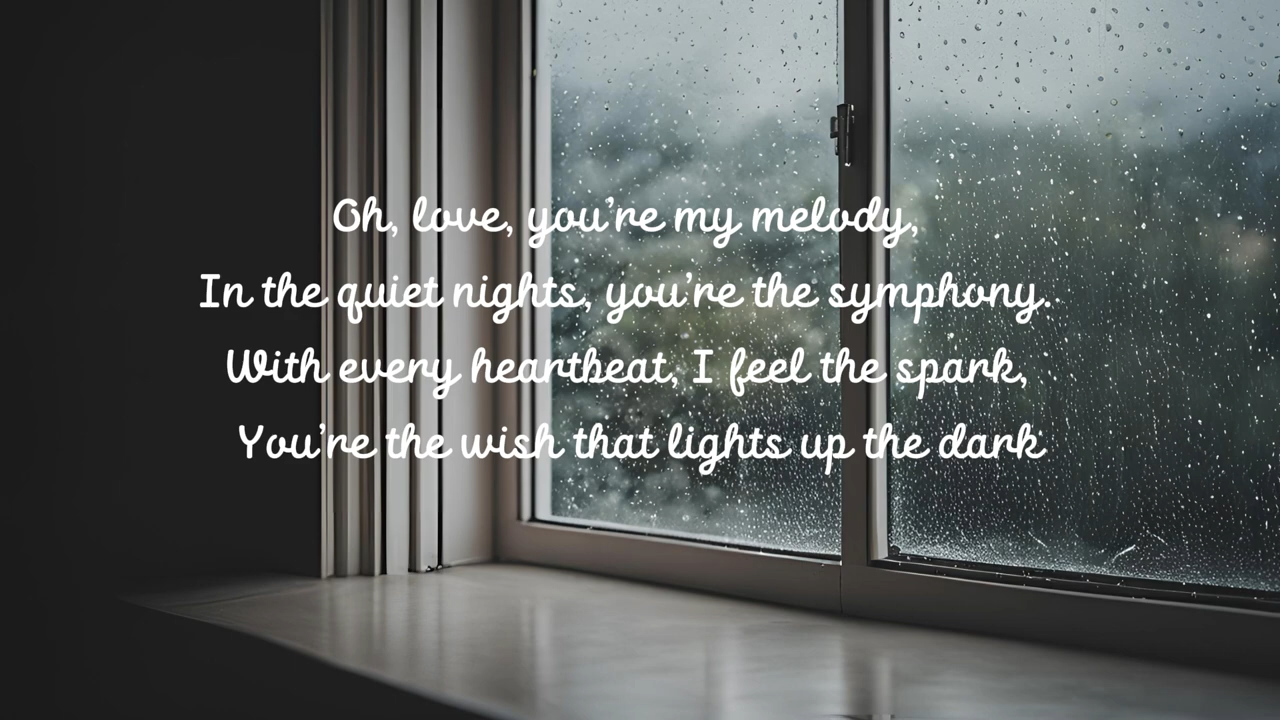 Oh, love, you're my melody,
In the quiet nights, you're the symphony.
With every heartbeat, I feel the spark,
You're the wish that lights up the dark